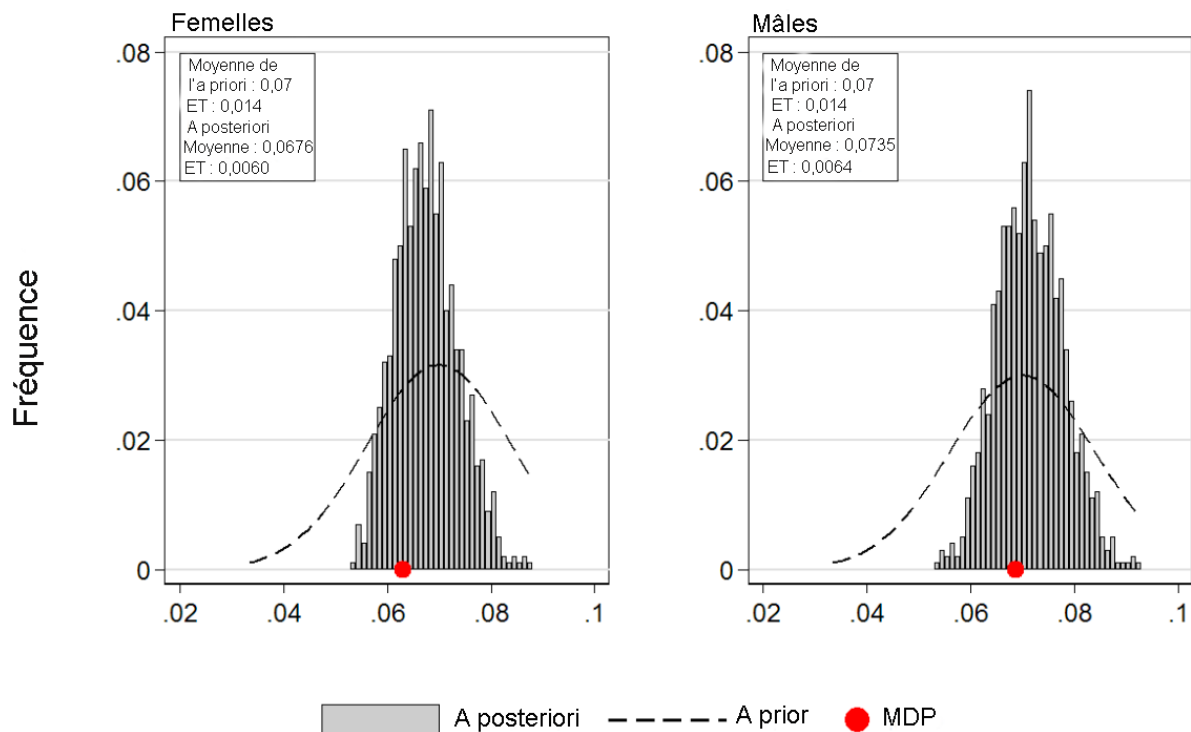 Femelles
.08
.06
.04
.02
0
Moyenne de
l'a priori : 0,07
ET : 0,014
A posteriori
Moyenne : 0,0676
ET : 0,0060
.02 .04 .06 .08 .1
Mâles
.08
.06
.04
.02
0
Moyenne de
l'a priori : 0,07
ET : 0,014
A posteriori
Moyenne : 0,0735
ET : 0,0064
.02 .04 .06 .08 .1
Fréquence
A posteriori A prior MDP